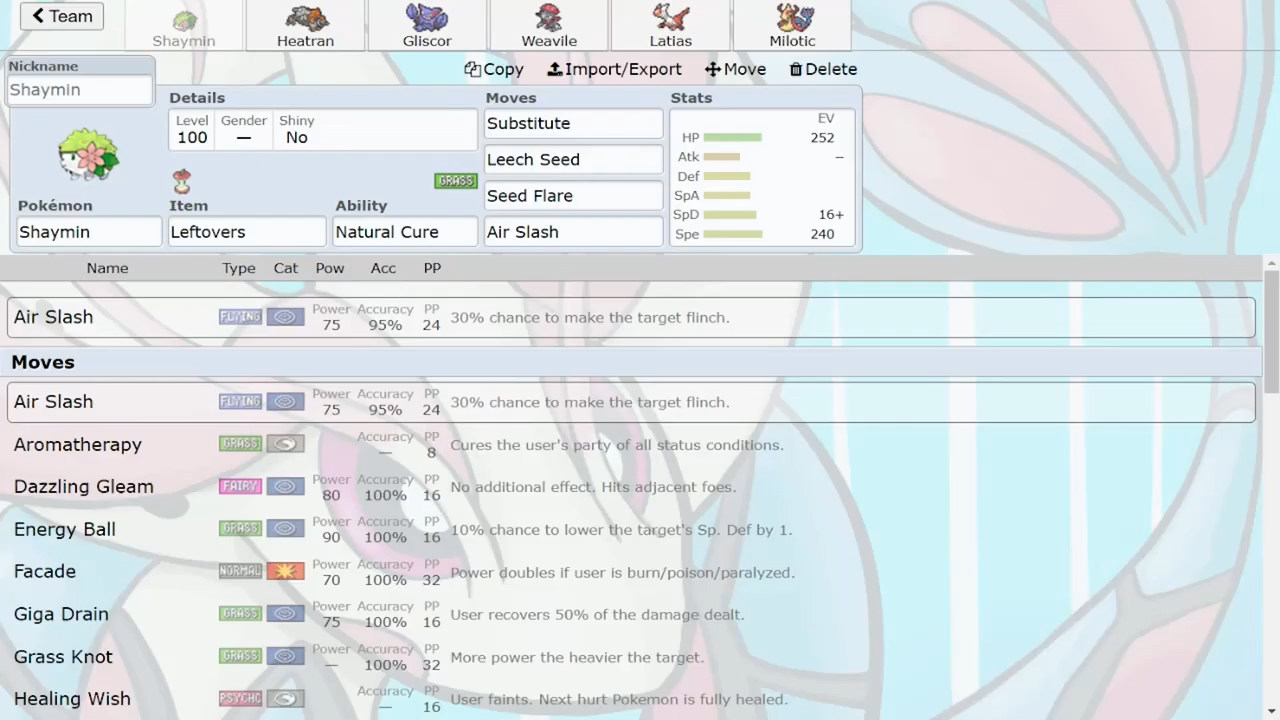 Team
Shaymin
Heatran
Gliscor
Weavile
Latias
Milotic
Copy Import/Export Move Delete
Nickname
Shaymin
Details
Level Gender Shiny
100 — No
GRASS
Pokémon Item Ability
Shaymin Leftovers Natural Cure
Moves
Substitute
Leech Seed
Seed Flare
Air Slash
Stats
EV
HP 252
Atk –
Def
SpA
SpD 16+
Spe 240
Name Type Cat Pow Acc PP
Air Slash FLYING Power 75 Accuracy 95% PP 24 30% chance to make the target flinch.
Moves
Air Slash FLYING Power 75 Accuracy 95% PP 24 30% chance to make the target flinch.
Aromatherapy GRASS Accuracy — PP 8 Cures the user's party of all status conditions.
Dazzling Gleam FAIRY Power 80 Accuracy 100% PP 16 No additional effect. Hits adjacent foes.
Energy Ball GRASS Power 90 Accuracy 100% PP 16 10% chance to lower the target's Sp. Def by 1.
Facade NORMAL Power 70 Accuracy 100% PP 32 Power doubles if user is burn/poison/paralyzed.
Giga Drain GRASS Power 75 Accuracy 100% PP 16 User recovers 50% of the damage dealt.
Grass Knot GRASS Power — Accuracy 100% PP 32 More power the heavier the target.
Healing Wish PSYCHC Accuracy — PP 16 User faints. Next hurt Pokemon is fully healed.